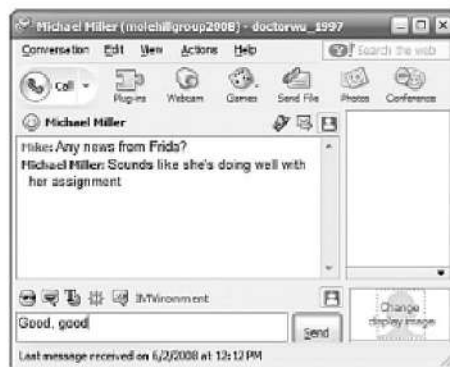 Michael Miller (molehillgroup2008) - doctorwu_1997
Conversation Edit View Actions Help
Search the web
Call Plug-ins Webcam Games Send File Photos Conference
Michael Miller
Mike: Any news from Frida?
Michael Miller: Sounds like she's doing well with
her assignment
IMVironment
Good, good
Send
Change
display image
Last message received on 6/2/2008 at 12:12 PM